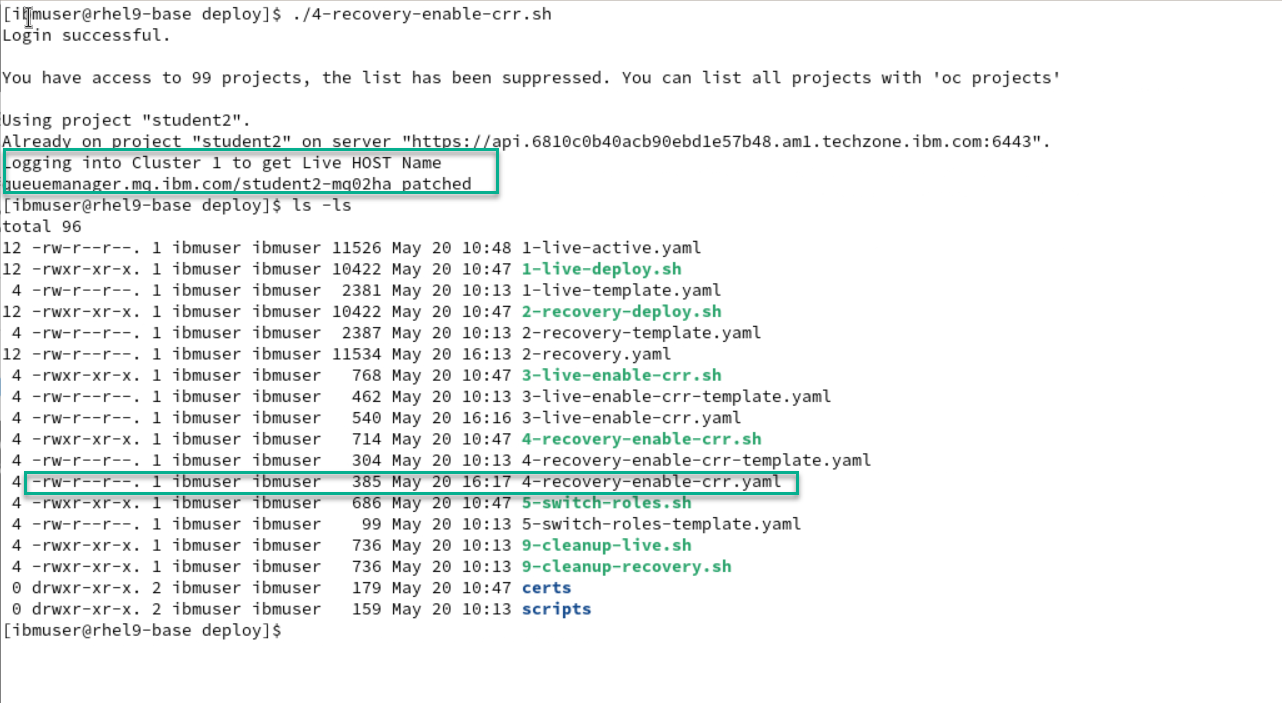 [ibmuser@rhel9-base deploy]$ ./4-recovery-enable-crr.sh
Login successful.
You have access to 99 projects, the list has been suppressed. You can list all projects with 'oc projects'
Using project "student2".
Already on project "student2" on server "https://api.6810c0b40acb90ebd1e57b48.am1.techzone.ibm.com:6443".
Logging into Cluster 1 to get Live HOST Name
queuemanager.mq.ibm.com/student2-mq02ha patched
[ibmuser@rhel9-base deploy]$ ls -ls
total 96
12 -rw-r--r--. 1 ibmuser ibmuser 11526 May 20 10:48 1-live-active.yaml
12 -rwxr-xr-x. 1 ibmuser ibmuser 10422 May 20 10:47 1-live-deploy.sh
4 -rw-r--r--. 1 ibmuser ibmuser 2381 May 20 10:13 1-live-template.yaml
12 -rwxr-xr-x. 1 ibmuser ibmuser 10422 May 20 10:47 2-recovery-deploy.sh
4 -rw-r--r--. 1 ibmuser ibmuser 2387 May 20 10:13 2-recovery-template.yaml
12 -rw-r--r--. 1 ibmuser ibmuser 11534 May 20 16:13 2-recovery.yaml
4 -rwxr-xr-x. 1 ibmuser ibmuser 768 May 20 10:47 3-live-enable-crr.sh
4 -rw-r--r--. 1 ibmuser ibmuser 462 May 20 10:13 3-live-enable-crr-template.yaml
4 -rw-r--r--. 1 ibmuser ibmuser 540 May 20 16:16 3-live-enable-crr.yaml
4 -rwxr-xr-x. 1 ibmuser ibmuser 714 May 20 10:47 4-recovery-enable-crr.sh
4 -rw-r--r--. 1 ibmuser ibmuser 304 May 20 10:13 4-recovery-enable-crr-template.yaml
4 -rw-r--r--. 1 ibmuser ibmuser 385 May 20 16:17 4-recovery-enable-crr.yaml
4 -rwxr-xr-x. 1 ibmuser ibmuser 686 May 20 10:47 5-switch-roles.sh
4 -rw-r--r--. 1 ibmuser ibmuser 99 May 20 10:13 5-switch-roles-template.yaml
4 -rwxr-xr-x. 1 ibmuser ibmuser 736 May 20 10:13 9-cleanup-live.sh
4 -rwxr-xr-x. 1 ibmuser ibmuser 736 May 20 10:13 9-cleanup-recovery.sh
0 drwxr-xr-x. 2 ibmuser ibmuser 179 May 20 10:47 certs
0 drwxr-xr-x. 2 ibmuser ibmuser 159 May 20 10:13 scripts
[ibmuser@rhel9-base deploy]$